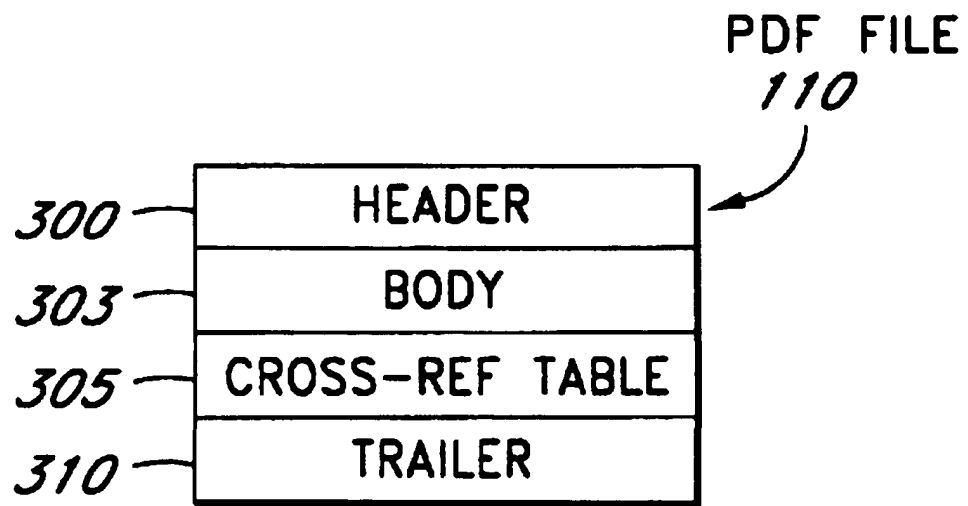 PDF FILE
110
300 HEADER
303 BODY
305 CROSS-REF TABLE
310 TRAILER